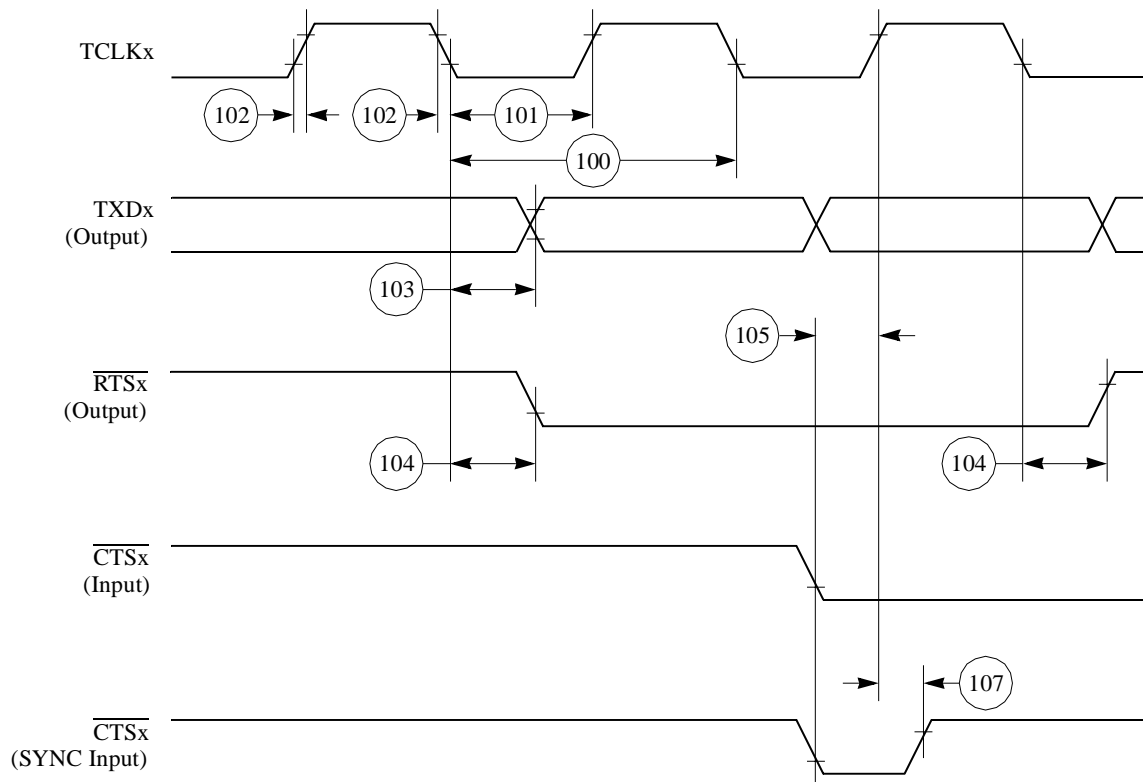 TCLKx
102
102
101
100
TXDx
(Output)
103
105
RTSx
(Output)
104
104
CTSx
(Input)
107
CTSx
(SYNC Input)